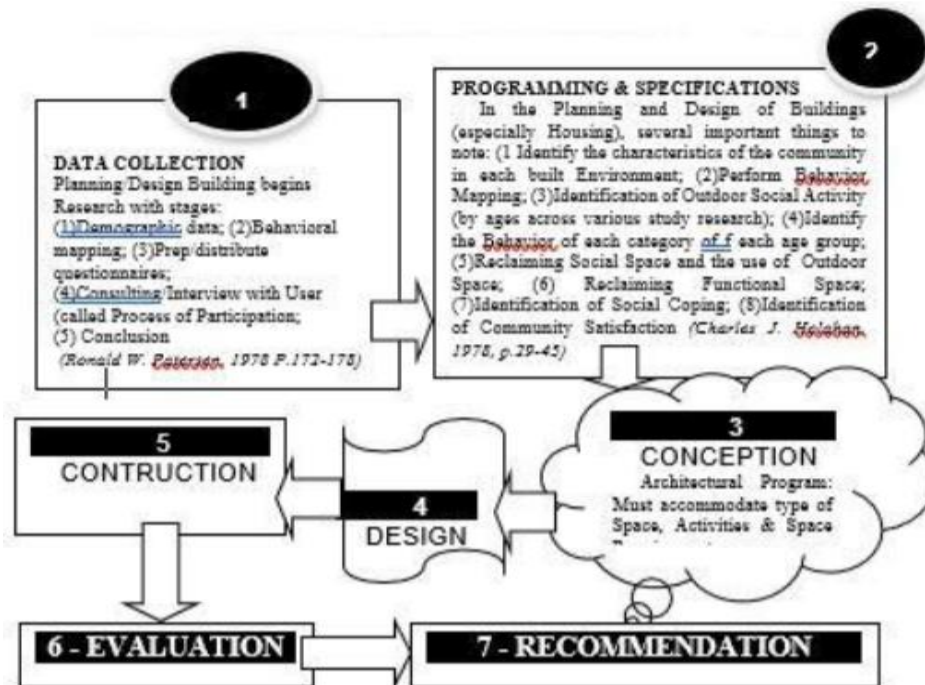 1
DATA COLLECTION
Planning/Design Building begins
Research with stages:
(1)Demographic data; (2)Behavioral
mapping; (3)Prep/distribute
questionnaires;
(4)Consulting/Interview with User
(called Process of Participation;
(5) Conclusion
(Ronald W. Paterson, 1978 P.172-178)
2
PROGRAMMING & SPECIFICATIONS
In the Planning and Design of Buildings
(especially Housing), several important things to
note: (1 Identify the characteristics of the community
in each built Environment; (2)Perform Behavior
Mapping; (3)Identification of Outdoor Social Activity
(by ages across various study research); (4)Identify
the Behavior of each category of f each age group;
(5)Reclaiming Social Space and the use of Outdoor
Space; (6) Reclaiming Functional Space;
(7)Identification of Social Coping; (8)Identification
of Community Satisfaction (Charles J. Holahan,
1978, p.29-45)
3
CONCEPTION
Architectural Program:
Must accommodate type of
Space, Activities & Space
4
DESIGN
5
CONTRUCTION
6 - EVALUATION
7 - RECOMMENDATION